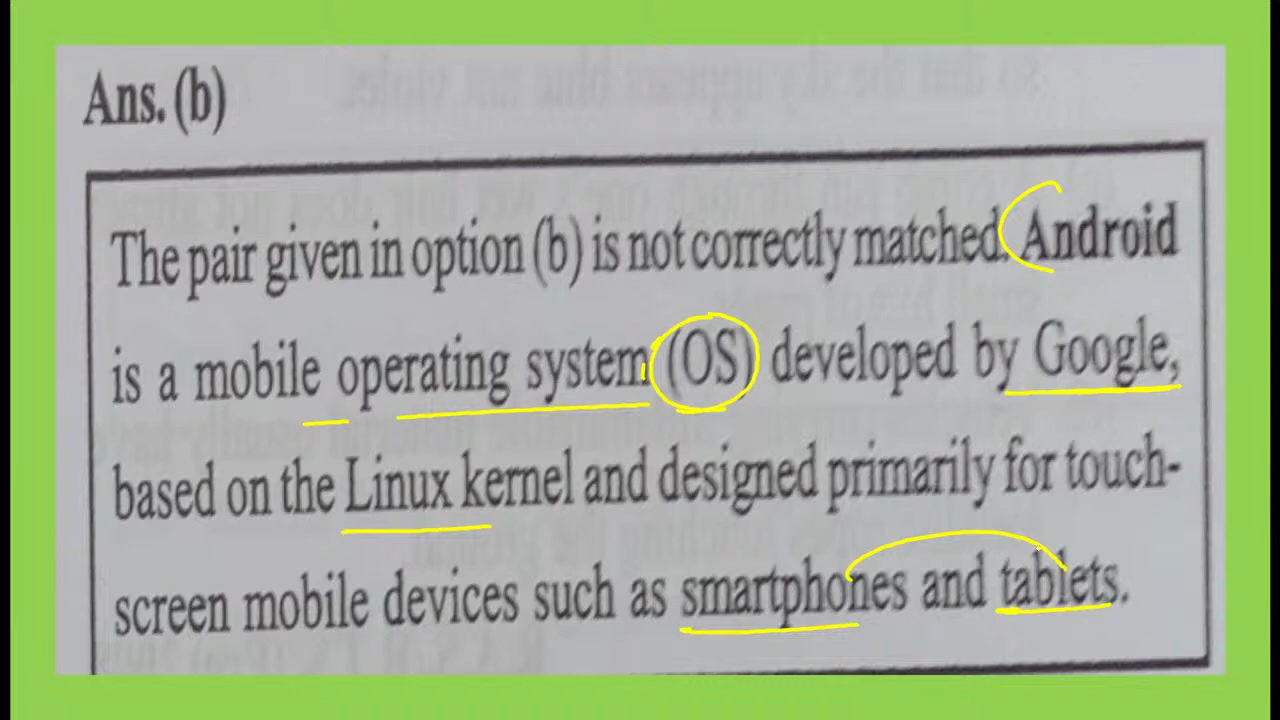 Ans. (b)
The pair given in option (b) is not correctly matched. Android
is a mobile operating system (OS) developed by Google,
based on the Linux kernel and designed primarily for touch-
screen mobile devices such as smartphones and tablets.